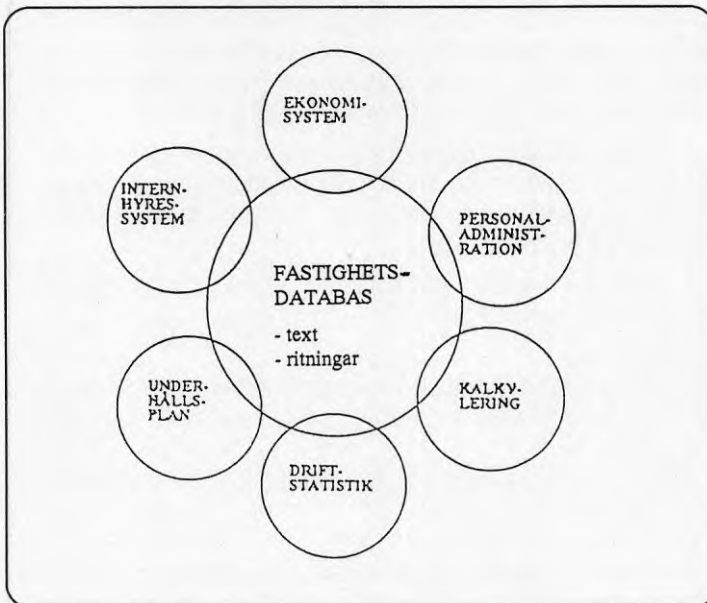 EKONOMI-
SYSTEM
INTERN-
HYRES-
SYSTEM
PERSONAL-
ADMINIST-
RATION
FASTIGHETS-
DATABAS
- text
- ritningar
UNDER-
HÅLLS-
PLAN
KALKY-
LERING
DRIFT-
STATISTIK